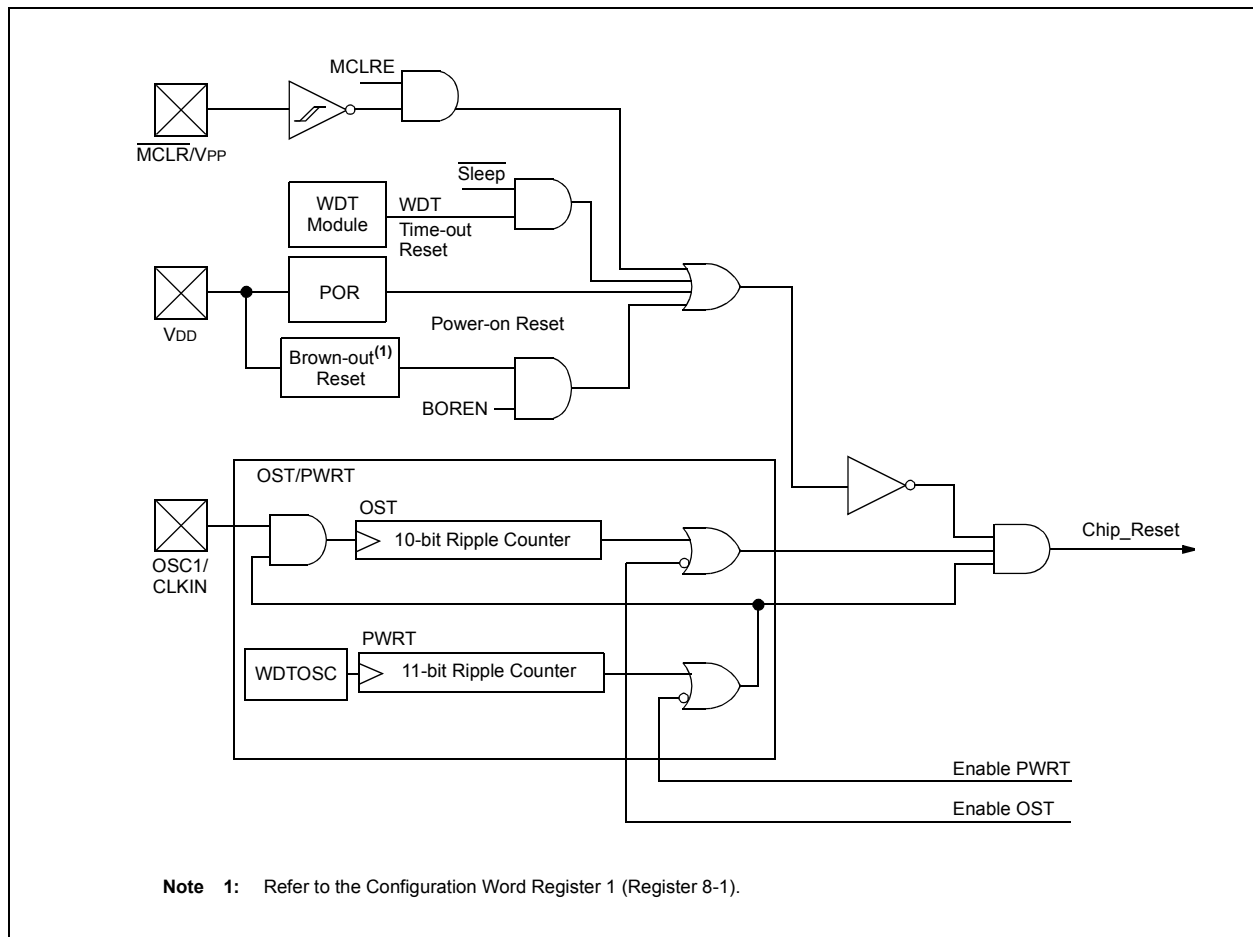 MCLRE
MCLR/VPP
Sleep
WDT
Module
WDT
Time-out
Reset
POR
VDD
Power-on Reset
Brown-out(1)
Reset
BOREN
OST/PWRT
OST
10-bit Ripple Counter
Chip_Reset
OSC1/
CLKIN
PWRT
WDTOSC
11-bit Ripple Counter
Enable PWRT
Enable OST
Note 1: Refer to the Configuration Word Register 1 (Register 8-1).